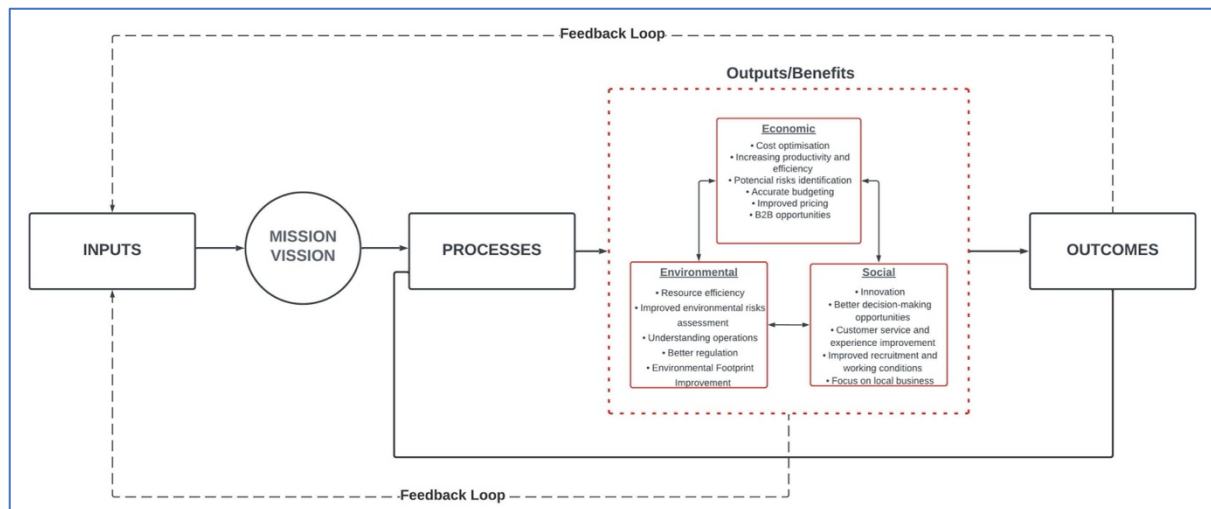 Feedback Loop
Outputs/Benefits
Economic
• Cost optimisation
• Increasing productivity and
efficiency
• Potencial risks identification
• Accurate budgeting
• Improved pricing
• B2B opportunities
INPUTS
MISSION
VISSION
PROCESSES
OUTCOMES
Environmental
• Resource efficiency
• Improved environmental risks
assessment
• Understanding operations
• Better regulation
• Environmental Footprint
Improvement
Social
• Innovation
• Better decision-making
opportunities
• Customer service and
experience improvement
• Improved recruitment and
working conditions
• Focus on local business
Feedback Loop